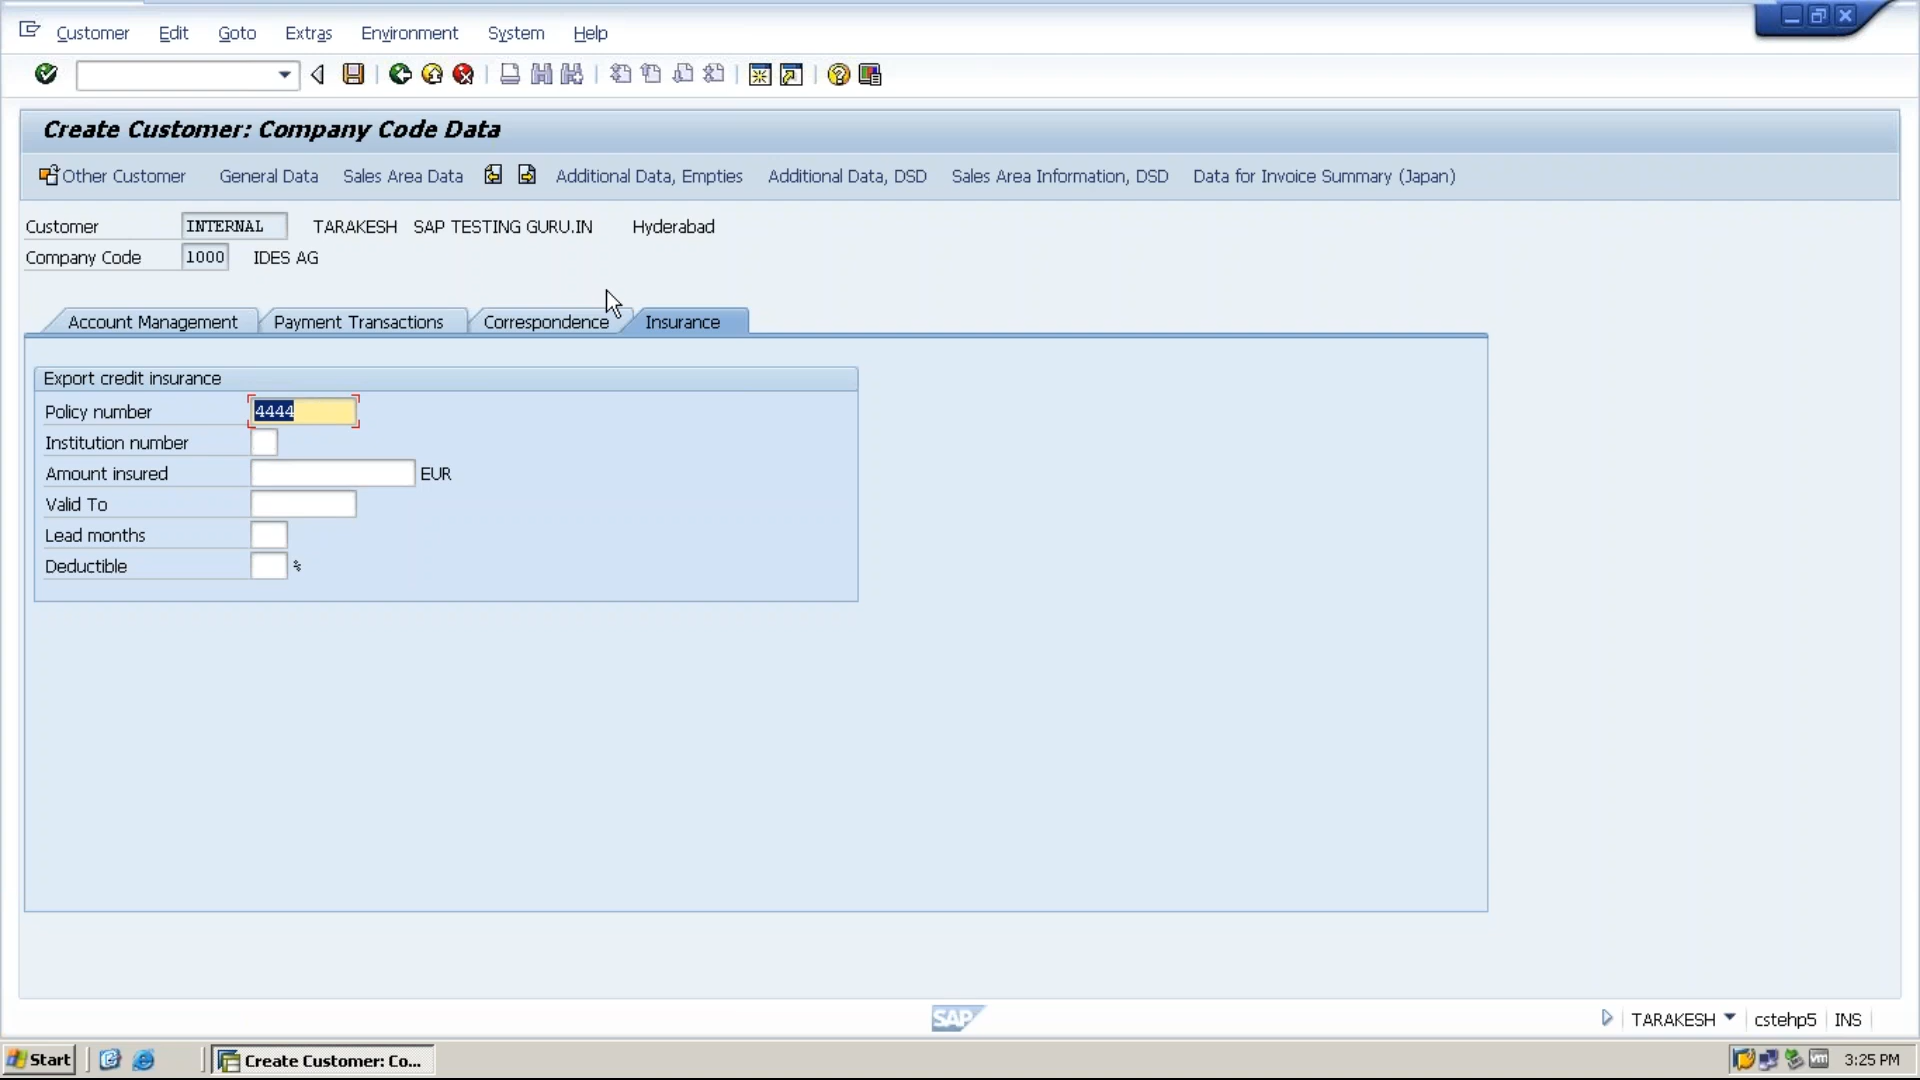 Customer Edit Goto Extras Environment System Help
Create Customer: Company Code Data
Other Customer General Data Sales Area Data Additional Data, Empties Additional Data, DSD Sales Area Information, DSD Data for Invoice Summary (Japan)
Customer INTERNAL TARAKESH SAP TESTING GURU.IN Hyderabad
Company Code 1000 IDES AG
Account Management Payment Transactions Correspondence Insurance
Export credit insurance
Policy number 4444
Institution number
Amount insured EUR
Valid To
Lead months
Deductible %
SAP TARAKESH cstehp5 INS
Start Create Customer: Co... vm 3:25 PM